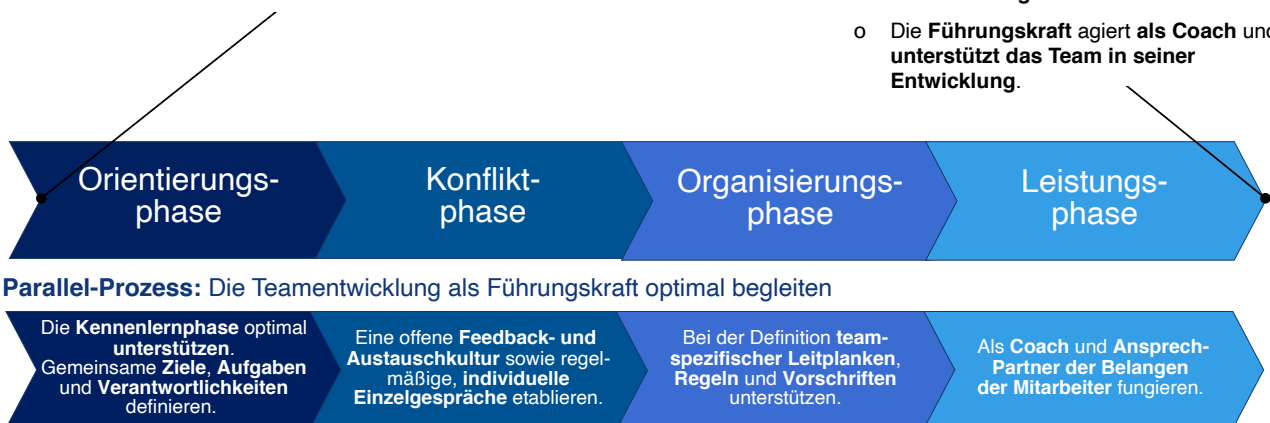 o Die Führungskraft agiert als Coach und
unterstützt das Team in seiner
Entwicklung.
Orientierungs-
phase
Konflikt-
phase
Organisierungs-
phase
Leistungs-
phase
Parallel-Prozess: Die Teamentwicklung als Führungskraft optimal begleiten
Die Kennenlernphase optimal
unterstützen.
Gemeinsame Ziele, Aufgaben
und Verantwortlichkeiten
definieren.
Eine offene Feedback- und
Austauschkultur sowie regel-
mäßige, individuelle
Einzelgespräche etablieren.
Bei der Definition team-
spezifischer Leitplanken,
Regeln und Vorschriften
unterstützen.
Als Coach und Ansprech-
Partner der Belangen
der Mitarbeiter fungieren.